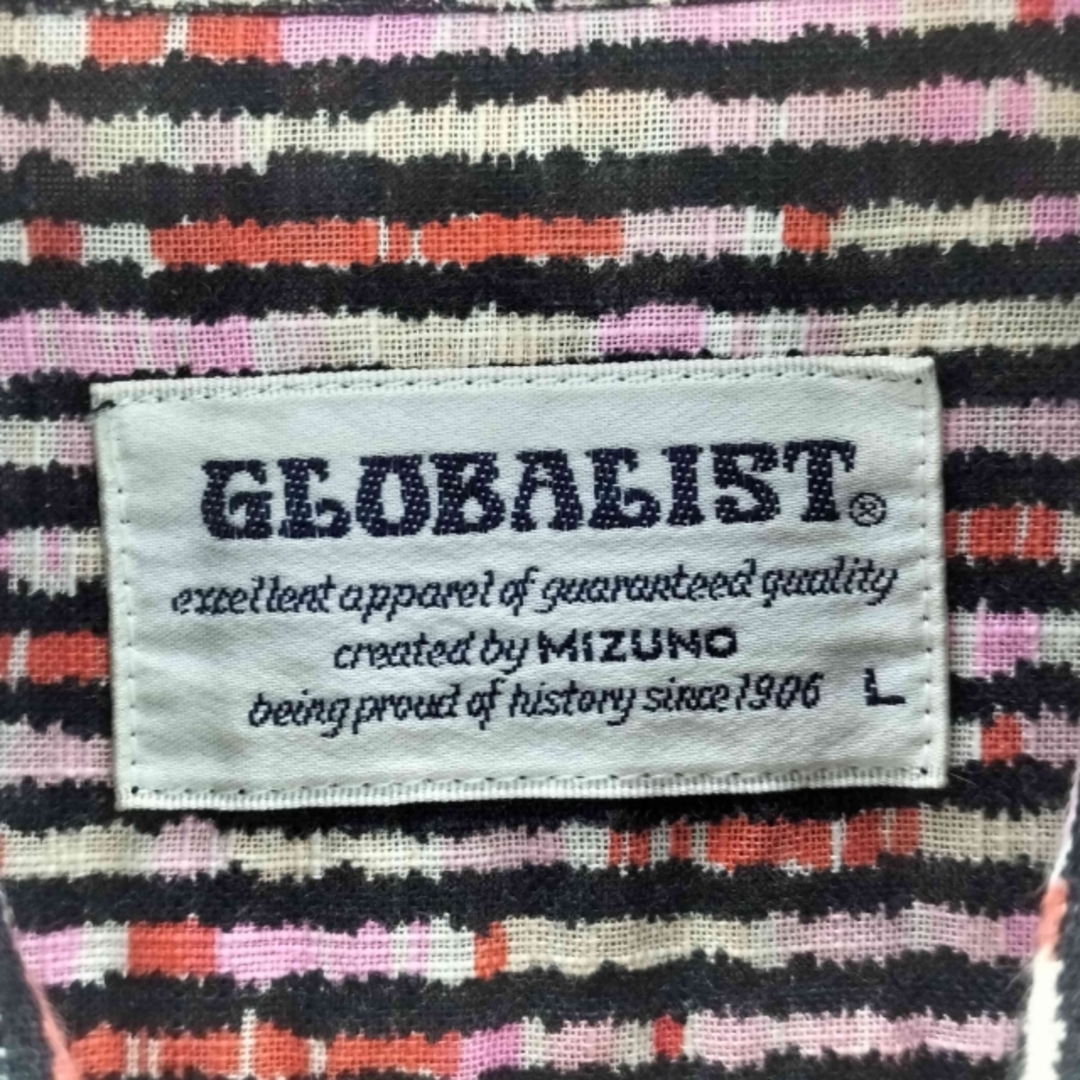 GLOBALIST®
excellent apparel of guaranteed quality
created by MIZUNO
being proud of history since 1906 L